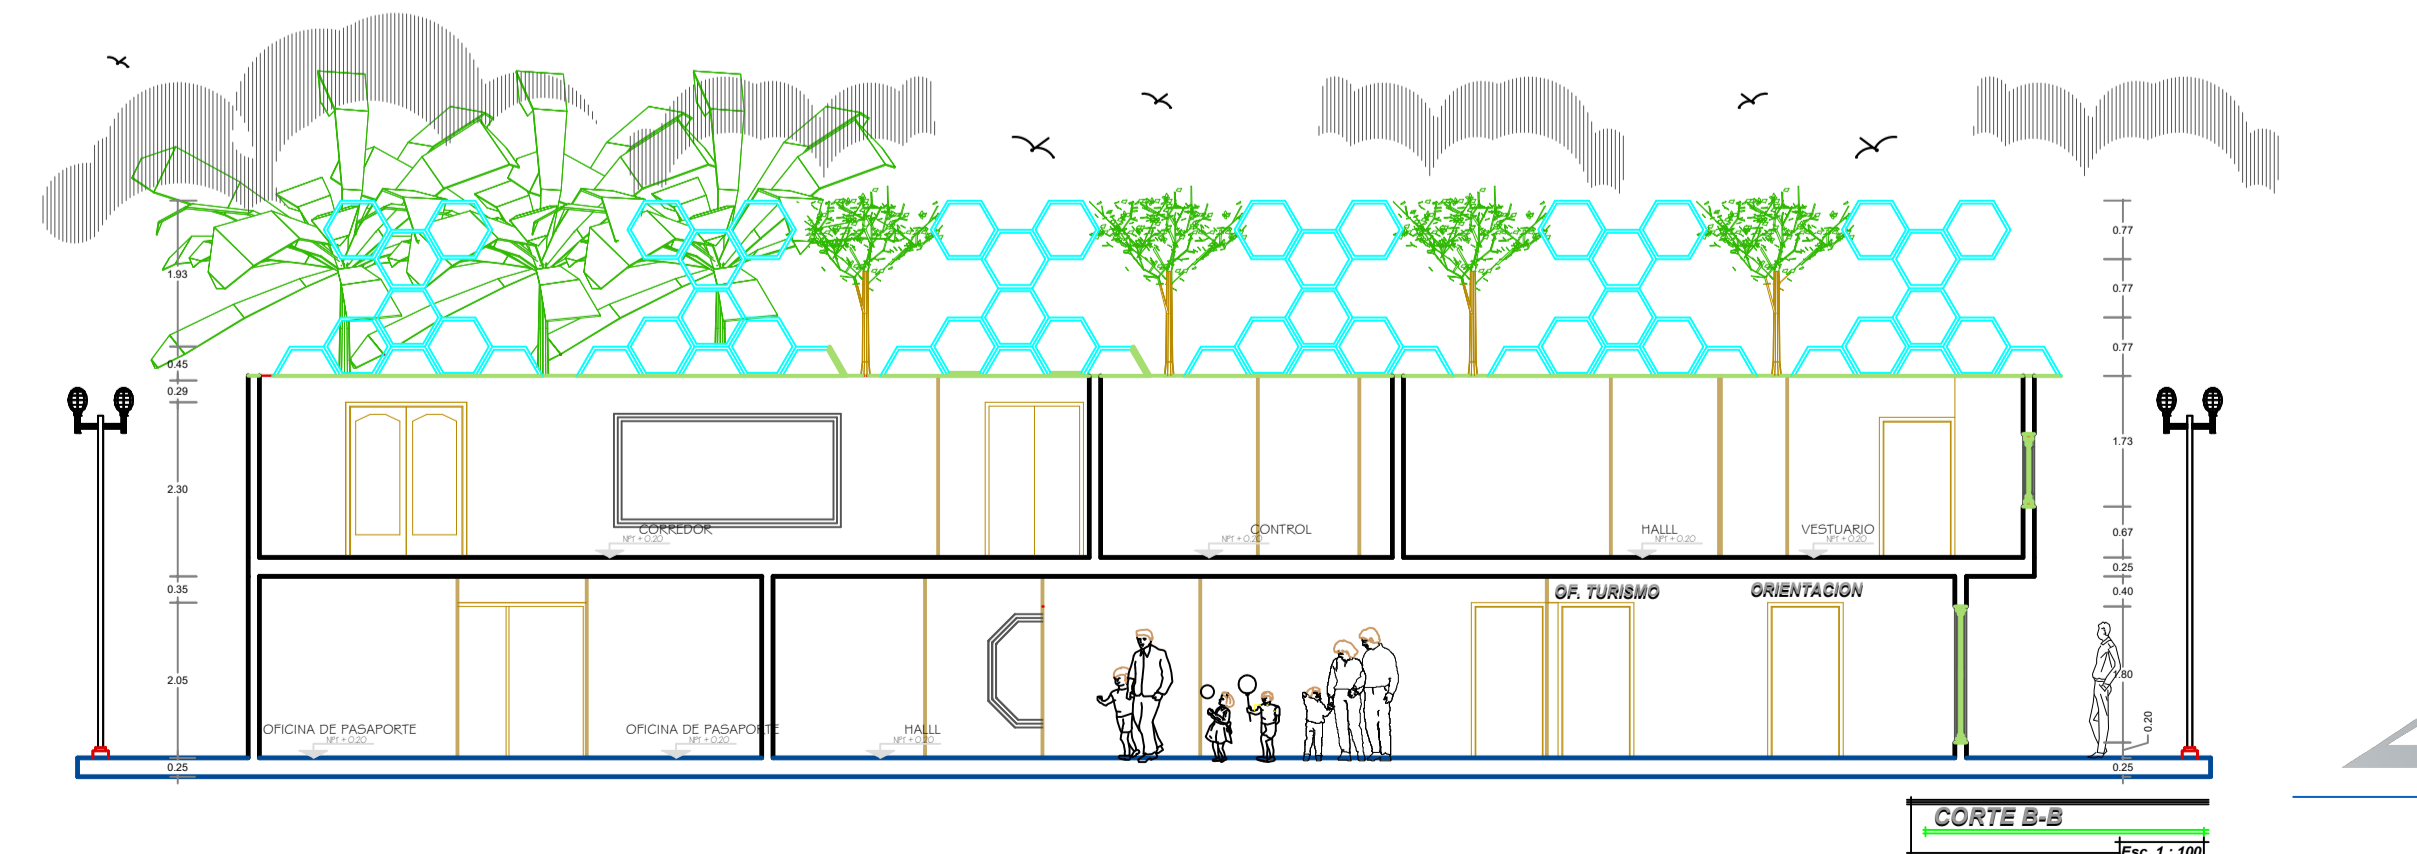 1.93
0.77
0.77
0.77
0.45
0.29
1.73
2.30
CORREDOR
NPT + 0.20
CONTROL
NPT + 0.20
HALLL
NPT + 0.20
VESTUARIO
NPT + 0.20
0.67
0.25
0.35
0.40
OF. TURISMO
ORIENTACION
2.05
1.80
OFICINA DE PASAPORTE
NPT + 0.20
OFICINA DE PASAPORTE
NPT + 0.20
HALLL
NPT + 0.20
0.20
0.25
0.25
CORTE B-B
Esc. 1 : 100